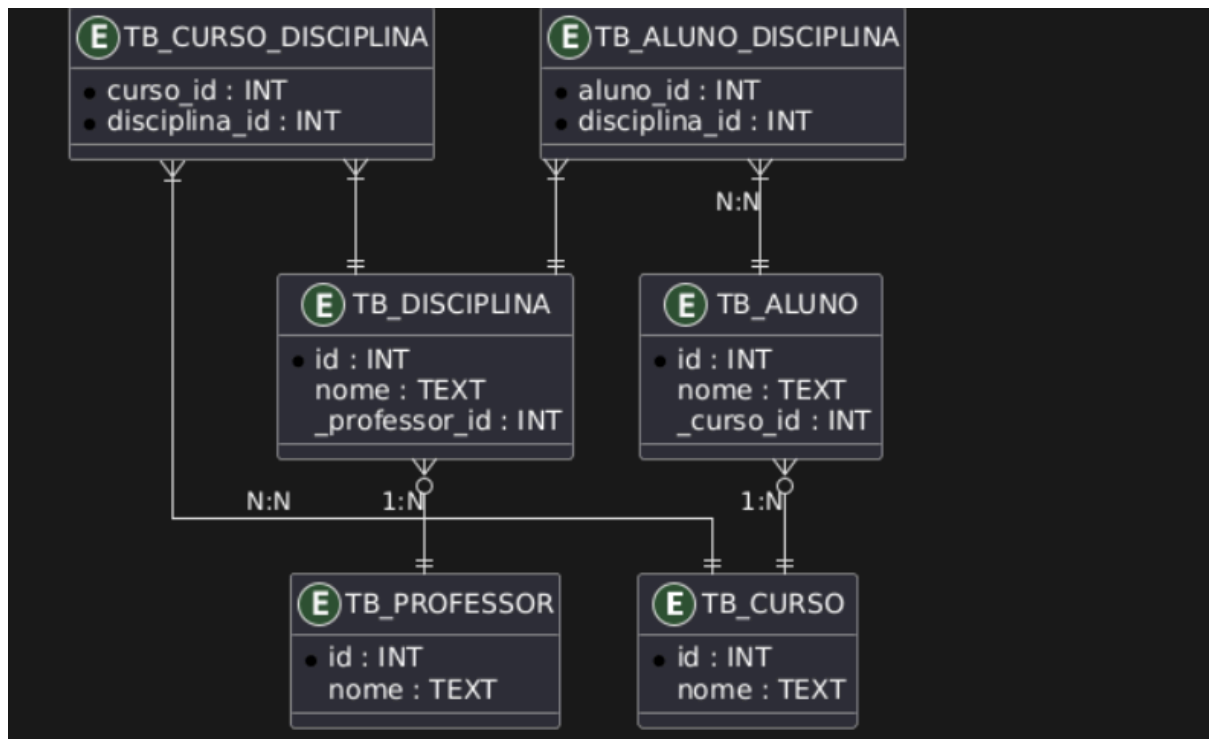 E TB_CURSO_DISCIPLINA
curso_id : INT
disciplina_id : INT
E TB_ALUNO_DISCIPLINA
aluno_id : INT
disciplina_id : INT
N:N
E TB_DISCIPLINA
id : INT
nome : TEXT
_professor_id : INT
E TB_ALUNO
id : INT
nome : TEXT
_curso_id : INT
N:N
1:N
1:N
E TB_PROFESSOR
id : INT
nome : TEXT
E TB_CURSO
id : INT
nome : TEXT